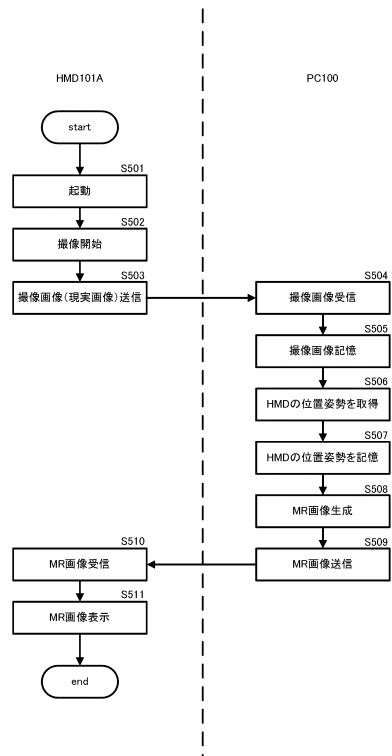 HMD101A
PC100
start
S501
起動
S502
撮像開始
S503
撮像画像(現実画像)送信
S504
撮像画像受信
S505
撮像画像記憶
S506
HMDの位置姿勢を取得
S507
HMDの位置姿勢を記憶
S508
MR画像生成
S509
MR画像送信
S510
MR画像受信
S511
MR画像表示
end